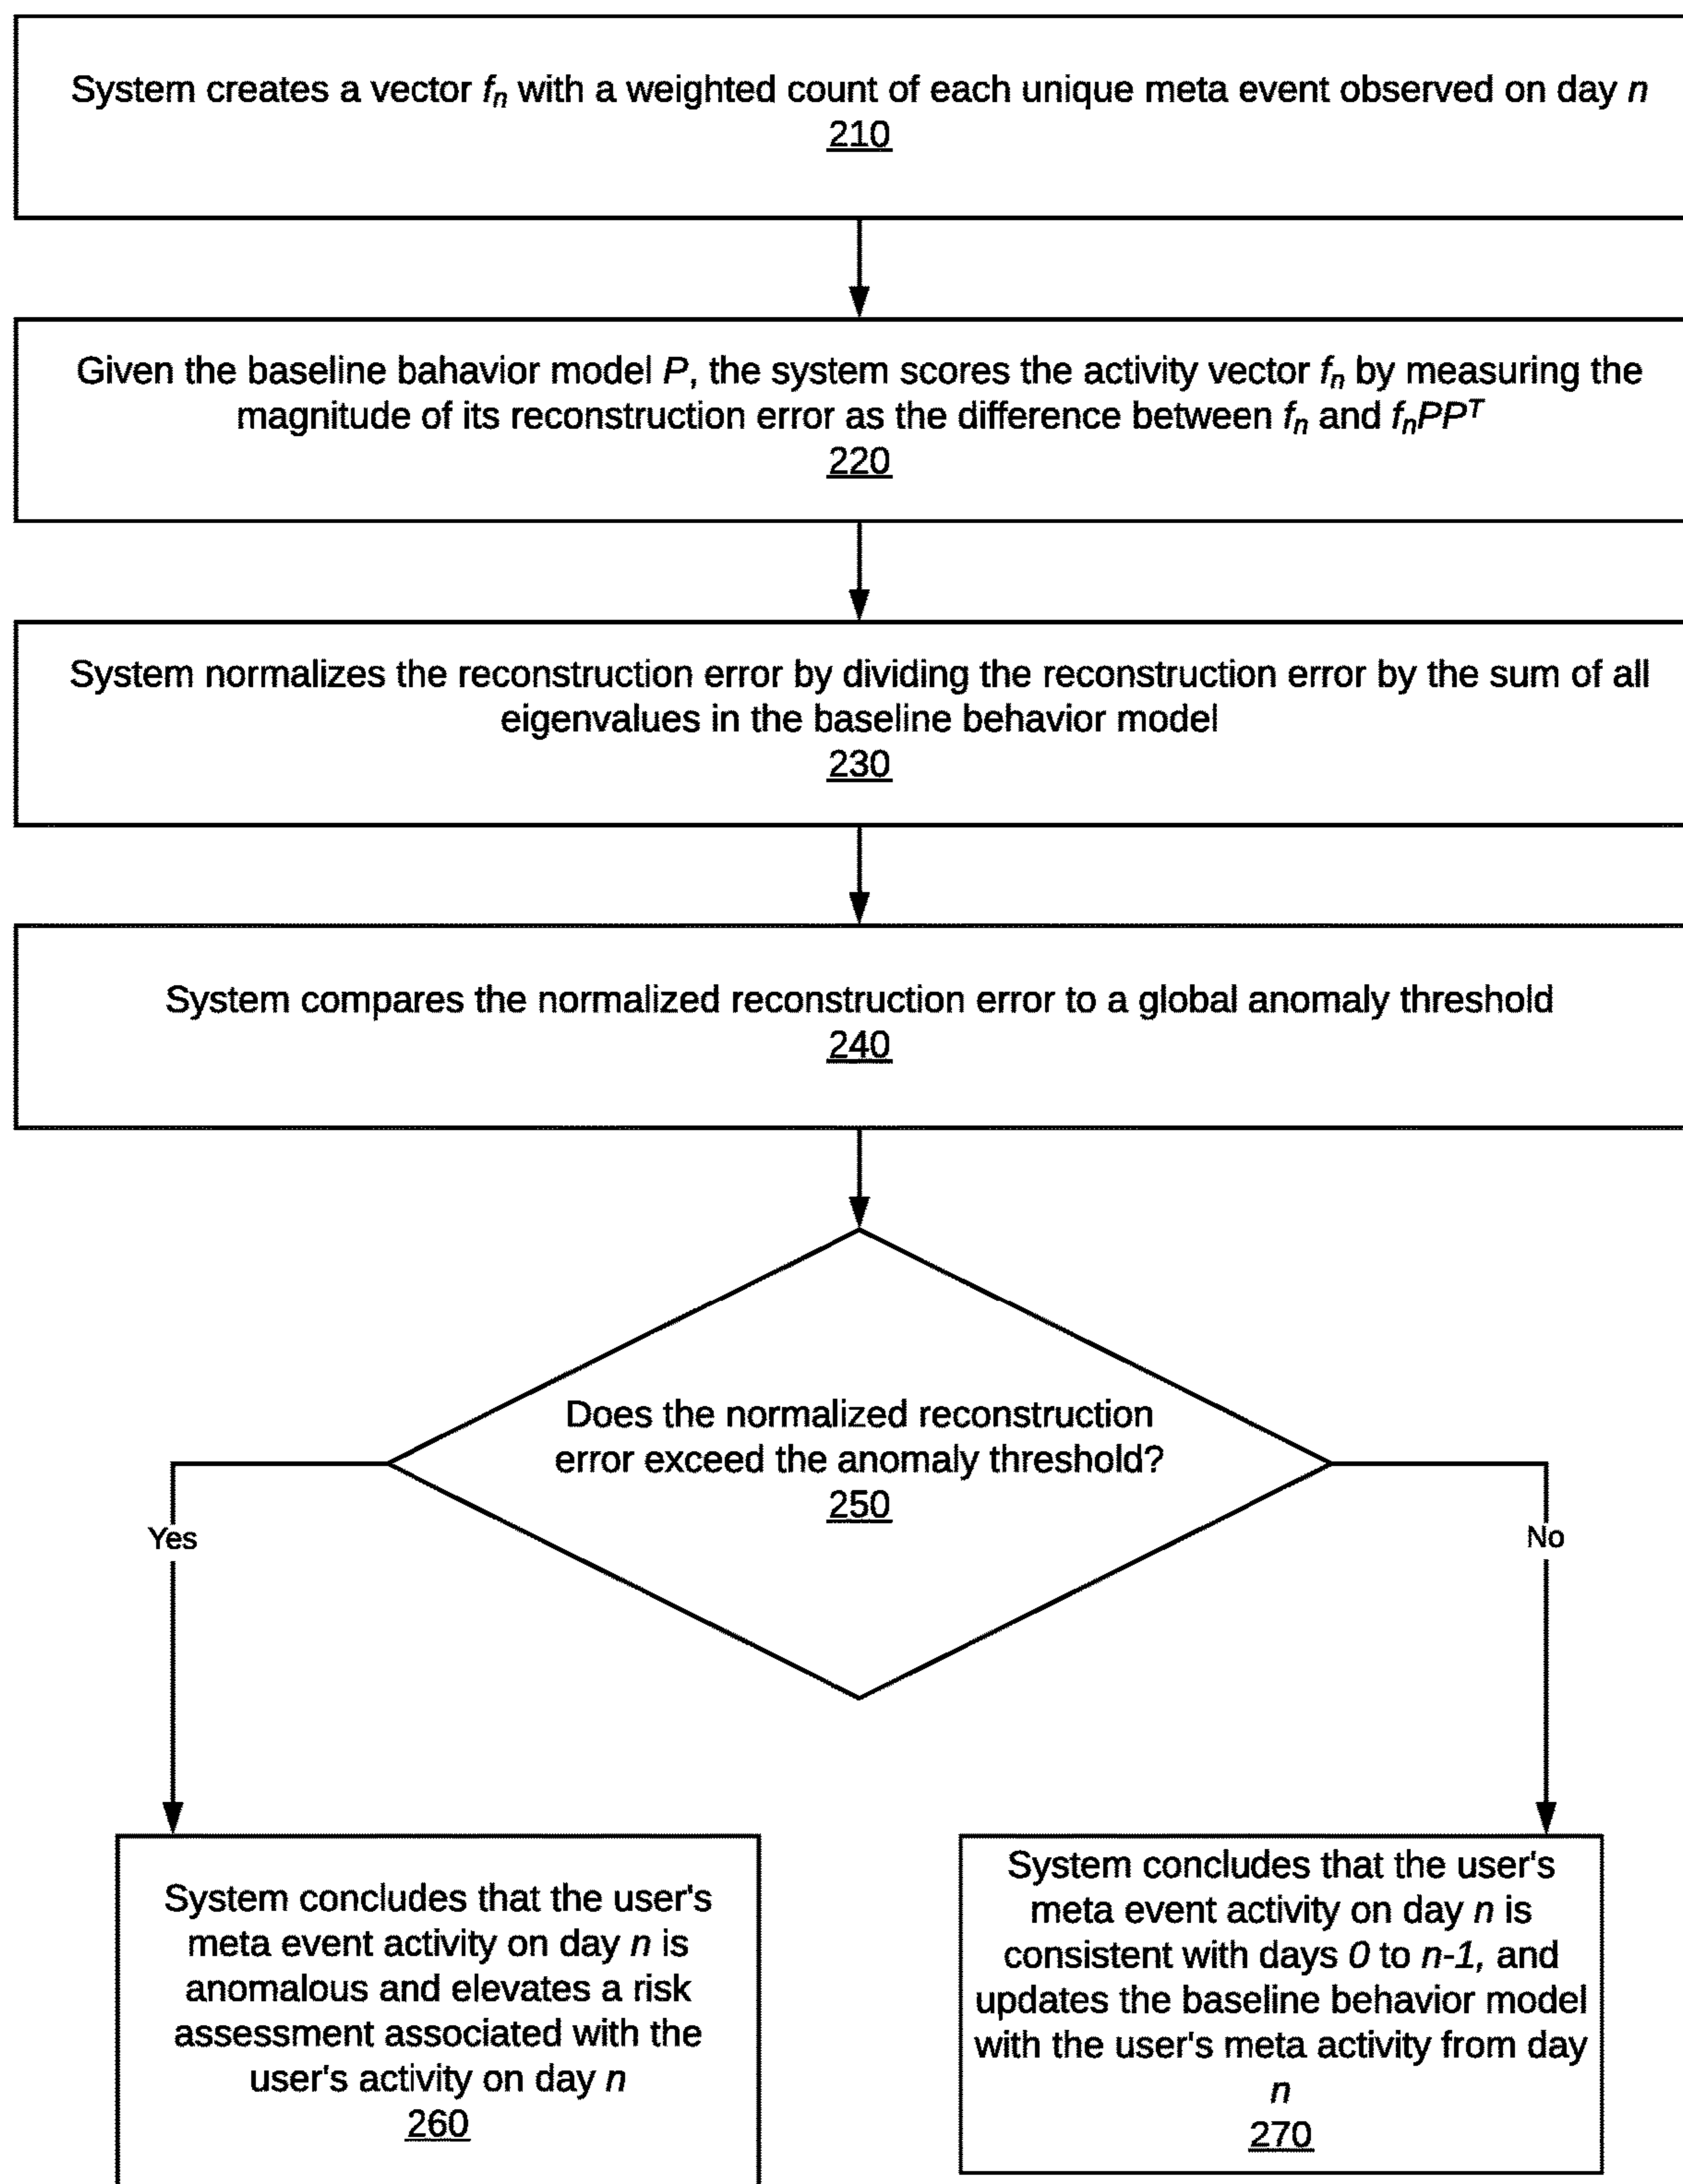 System creates a vector fn with a weighted count of each unique meta event observed on day n
210
Given the baseline bahavior model P, the system scores the activity vector fn by measuring the
magnitude of its reconstruction error as the difference between fn and fnPPT
220
System normalizes the reconstruction error by dividing the reconstruction error by the sum of all
eigenvalues in the baseline behavior model
230
System compares the normalized reconstruction error to a global anomaly threshold
240
Does the normalized reconstruction
error exceed the anomaly threshold?
250
Yes
No
System concludes that the user's
meta event activity on day n is
anomalous and elevates a risk
assessment associated with the
user's activity on day n
260
System concludes that the user's
meta event activity on day n is
consistent with days 0 to n-1, and
updates the baseline behavior model
with the user's meta activity from day
n
270